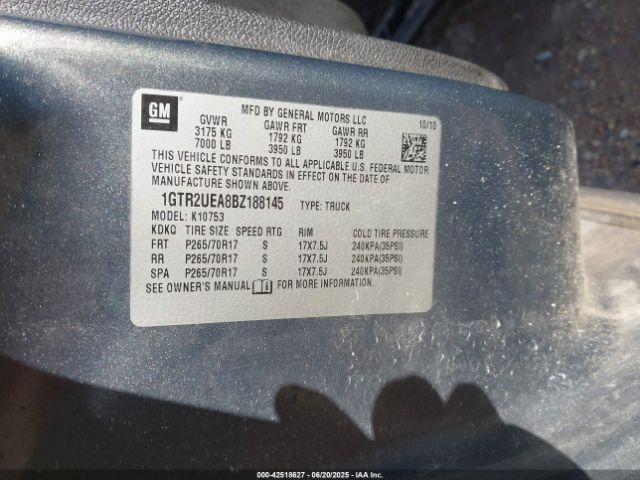 GM
MFD BY GENERAL MOTORS LLC
10/10
GVWR GAWR FRT GAWR RR
3175 KG 1792 KG 1792 KG
7000 LB 3950 LB 3950 LB
THIS VEHICLE CONFORMS TO ALL APPLICABLE U.S. FEDERAL MOTOR
VEHICLE SAFETY STANDARDS IN EFFECT ON THE DATE OF
MANUFACTURE SHOWN ABOVE.
1GTR2UEA8BZ188145 TYPE: TRUCK
MODEL: K10753
KDKQ TIRE SIZE SPEED RTG RIM COLD TIRE PRESSURE
FRT P265/70R17 S 17X7.5J 240KPA(35PSI)
RR P265/70R17 S 17X7.5J 240KPA(35PSI)
SPA P265/70R17 S 17X7.5J 240KPA(35PSI)
SEE OWNER'S MANUAL FOR MORE INFORMATION.
000-42518627 - 06/20/2025 - IAA Inc.